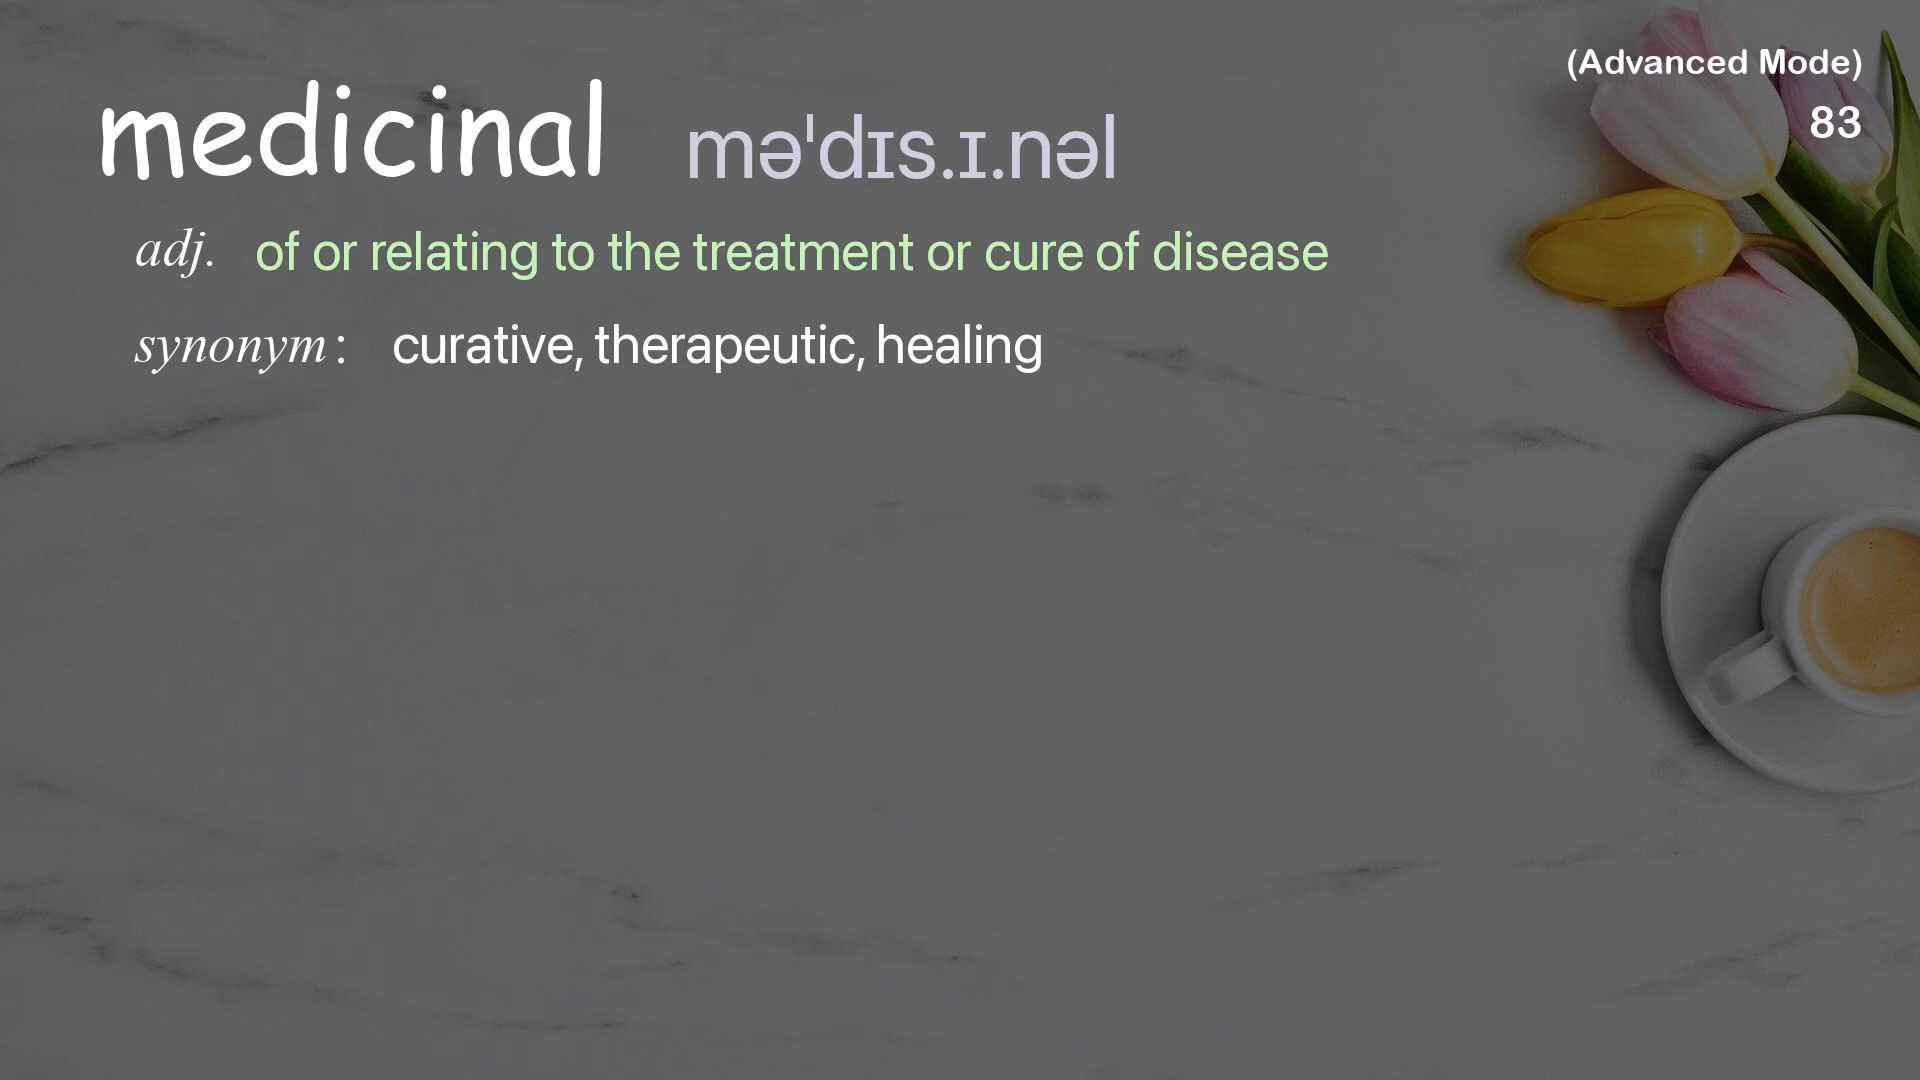 (Advanced Mode)
83
medicinal məˈdɪs.ɪ.nəl
adj. of or relating to the treatment or cure of disease
synonym: curative, therapeutic, healing